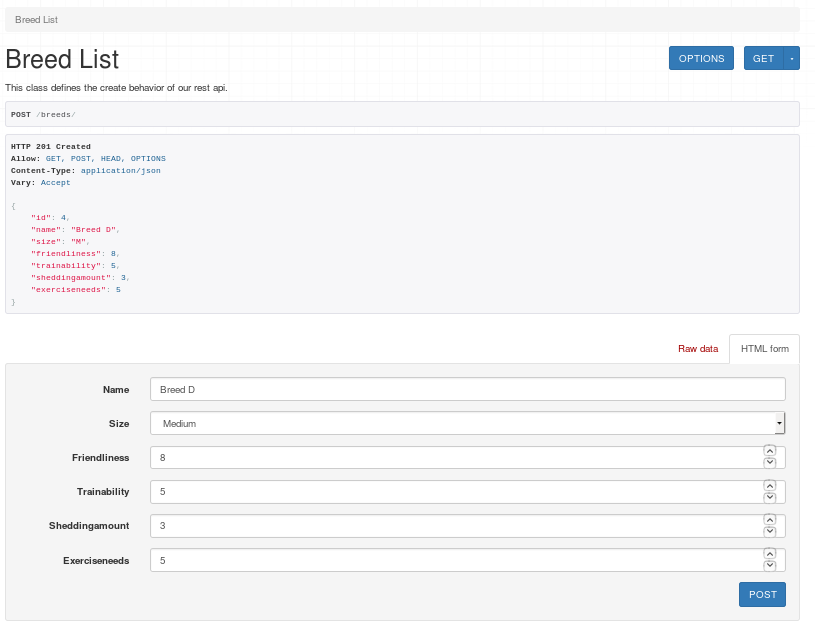 Breed List
Breed List
OPTIONS
GET
This class defines the create behavior of our rest api.
POST /breeds/
HTTP 201 Created
Allow: GET, POST, HEAD, OPTIONS
Content-Type: application/json
Vary: Accept
{
    "id": 4,
    "name": "Breed D",
    "size": "M",
    "friendliness": 8,
    "trainability": 5,
    "sheddingamount": 3,
    "exerciseneeds": 5
}
Raw data
HTML form
Name Breed D
Size Medium
Friendliness 8
Trainability 5
Sheddingamount 3
Exerciseneeds 5
POST